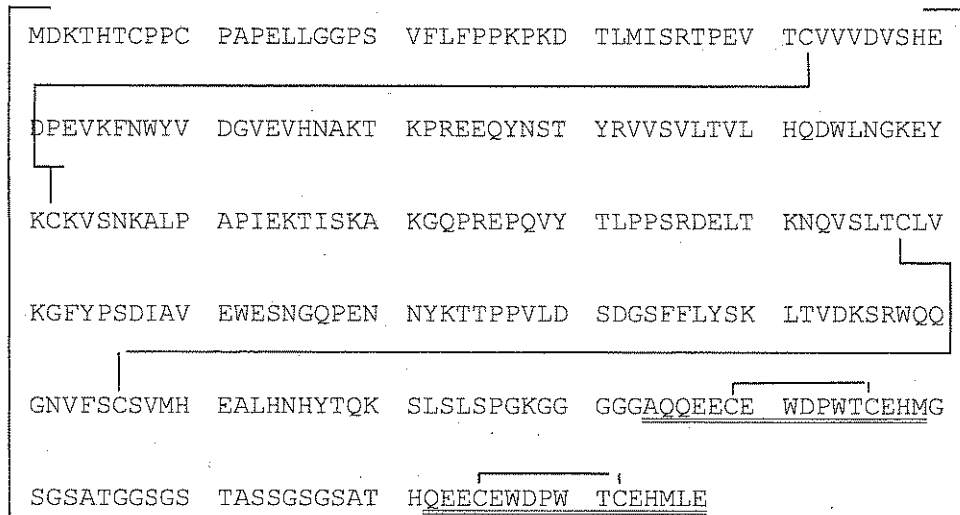 MDKTHTCPPC PAPELLGGPS VFLFPPKPKD TLMISRTPEV TCVVVDVSHE
DPEVKFNWYV DGVEVHNAKT KPREEQYNST YRVVSVLTVL HQDWLNGKEY
KCKVSNKALP APIEKTISKA KGQPREPQVY TLPPSRDELT KNQVSLTCLV
KGFYPSDIAV EWESNGQPEN NYKTTPPVLD SDGSFFLYSK LTVDKSRWQQ
GNVFSCSVMH EALHNHYTQK SLSLSPGKGG GGGAQQEECE WDPWTCEHMG
SGSATGGSGS TASSGSGSAT HQEECEWDPW TCEHMLE